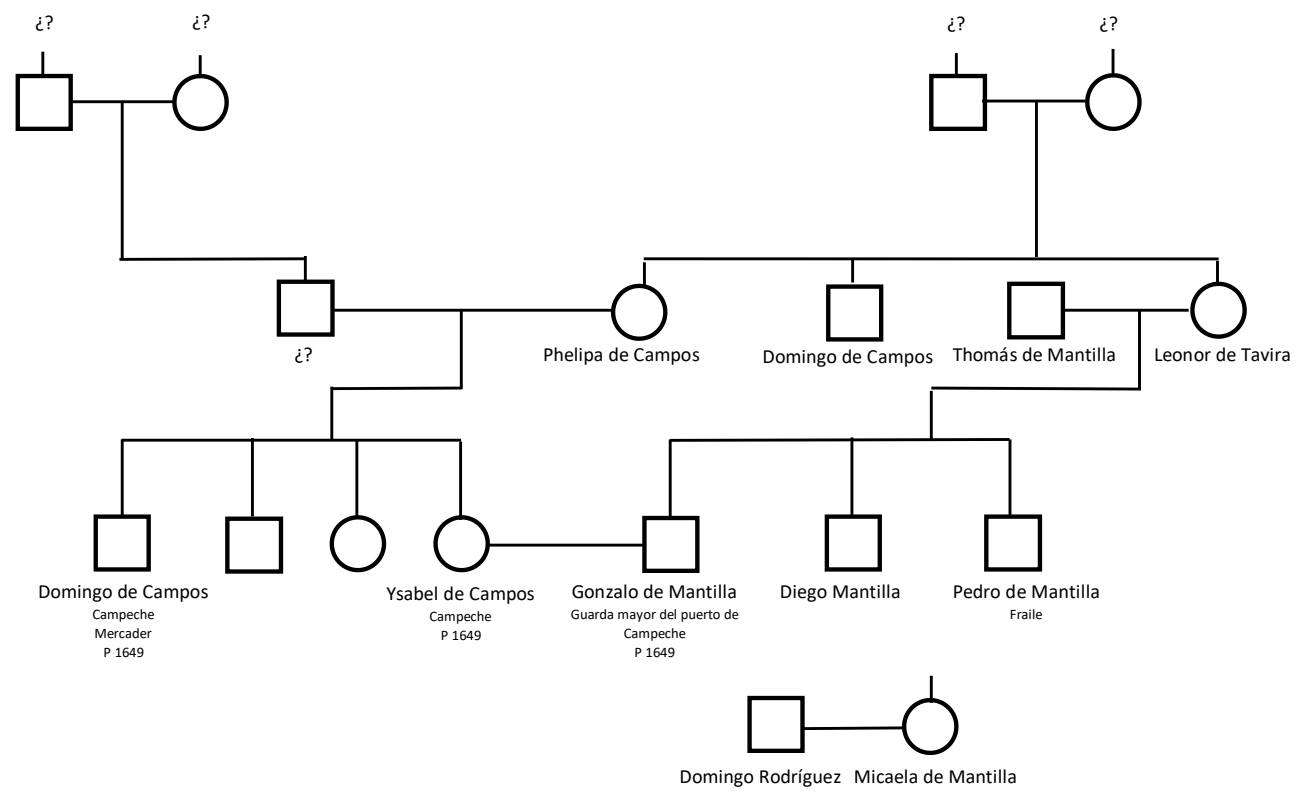 ¿?
¿?
¿?
¿?
¿?
Phelipa de Campos
Domingo de Campos
Thomás de Mantilla
Leonor de Tavira
Domingo de Campos
Campeche
Mercader
P 1649
Ysabel de Campos
Campeche
P 1649
Gonzalo de Mantilla
Guarda mayor del puerto de
Campeche
P 1649
Diego Mantilla
Pedro de Mantilla
Fraile
Domingo Rodríguez
Micaela de Mantilla